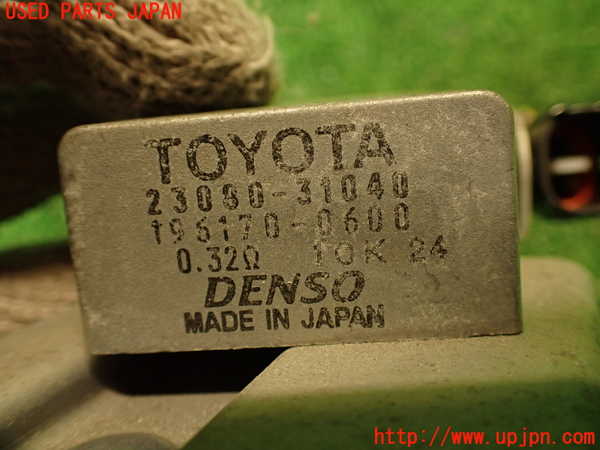 USED PARTS JAPAN
TOYOTA
23080-31040
195170-0600
0.32Ω 10K 24
DENSO
MADE IN JAPAN
http://www.upjpn.com/